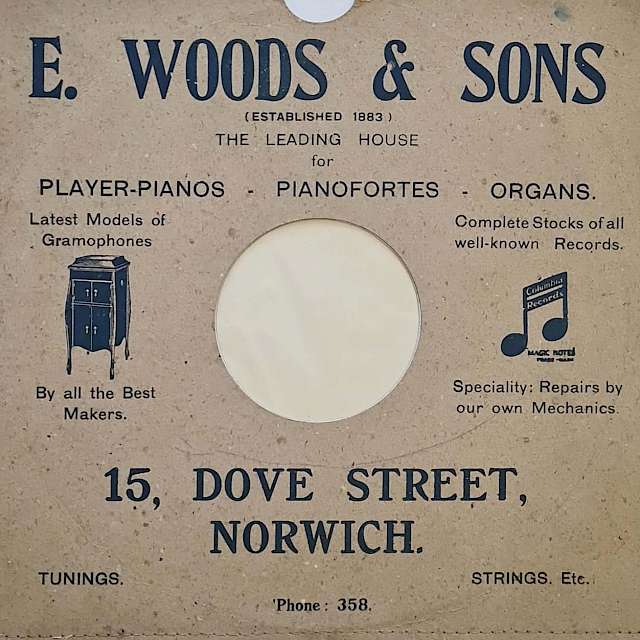 E. WOODS & SONS
(ESTABLISHED 1883)
THE LEADING HOUSE
for
PLAYER-PIANOS - PIANOFORTES - ORGANS.
Latest Models of
Gramophones
Complete Stocks of all
well-known Records.
Columbia
Records
MAGIC NOTES
TRADE-MARK
By all the Best
Makers.
Speciality: Repairs by
our own Mechanics.
15, DOVE STREET,
NORWICH.
TUNINGS.
STRINGS. Etc.
'Phone: 358.